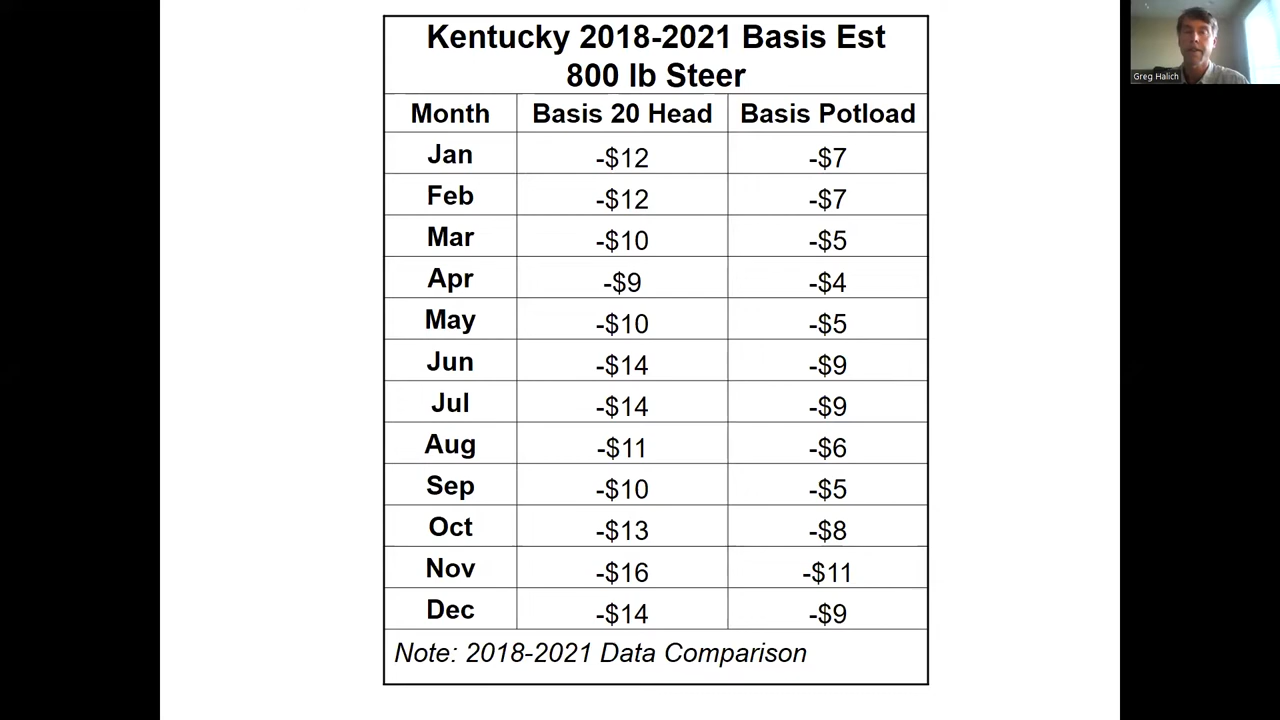 Kentucky 2018-2021 Basis Est
800 lb Steer
Month Basis 20 Head Basis Potload
Jan -$12 -$7
Feb -$12 -$7
Mar -$10 -$5
Apr -$9 -$4
May -$10 -$5
Jun -$14 -$9
Jul -$14 -$9
Aug -$11 -$6
Sep -$10 -$5
Oct -$13 -$8
Nov -$16 -$11
Dec -$14 -$9
Note: 2018-2021 Data Comparison
Greg Halich